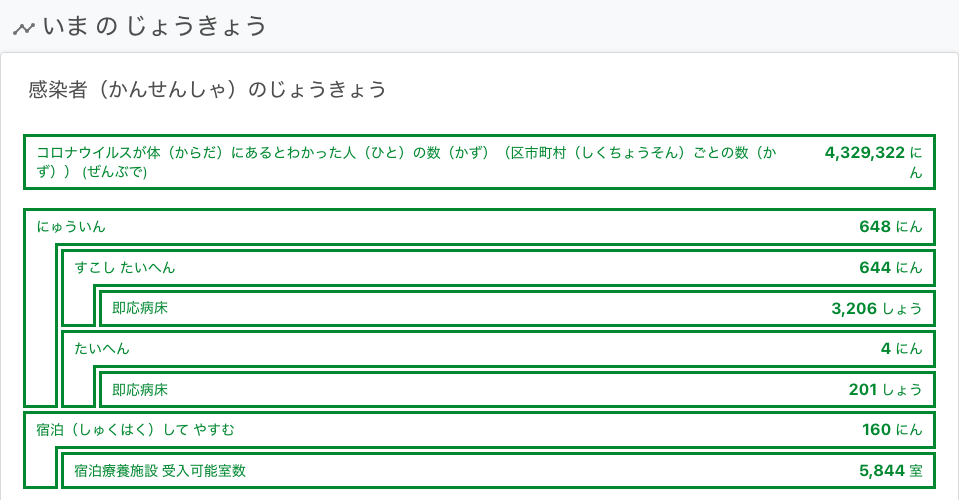 いま の じょうきょう
感染者（かんせんしゃ）のじょうきょう
コロナウイルスが体（からだ）にあるとわかった人（ひと）の数（かず）（区市町村（しくちょうそん）ごとの数（か
ず）） (ぜんぶで)
4,329,322 に
ん
にゅういん 648 にん
すこし たいへん 644 にん
即応病床 3,206 しょう
たいへん 4 にん
即応病床 201 しょう
宿泊（しゅくはく）して やすむ 160 にん
宿泊療養施設 受入可能室数 5,844 室